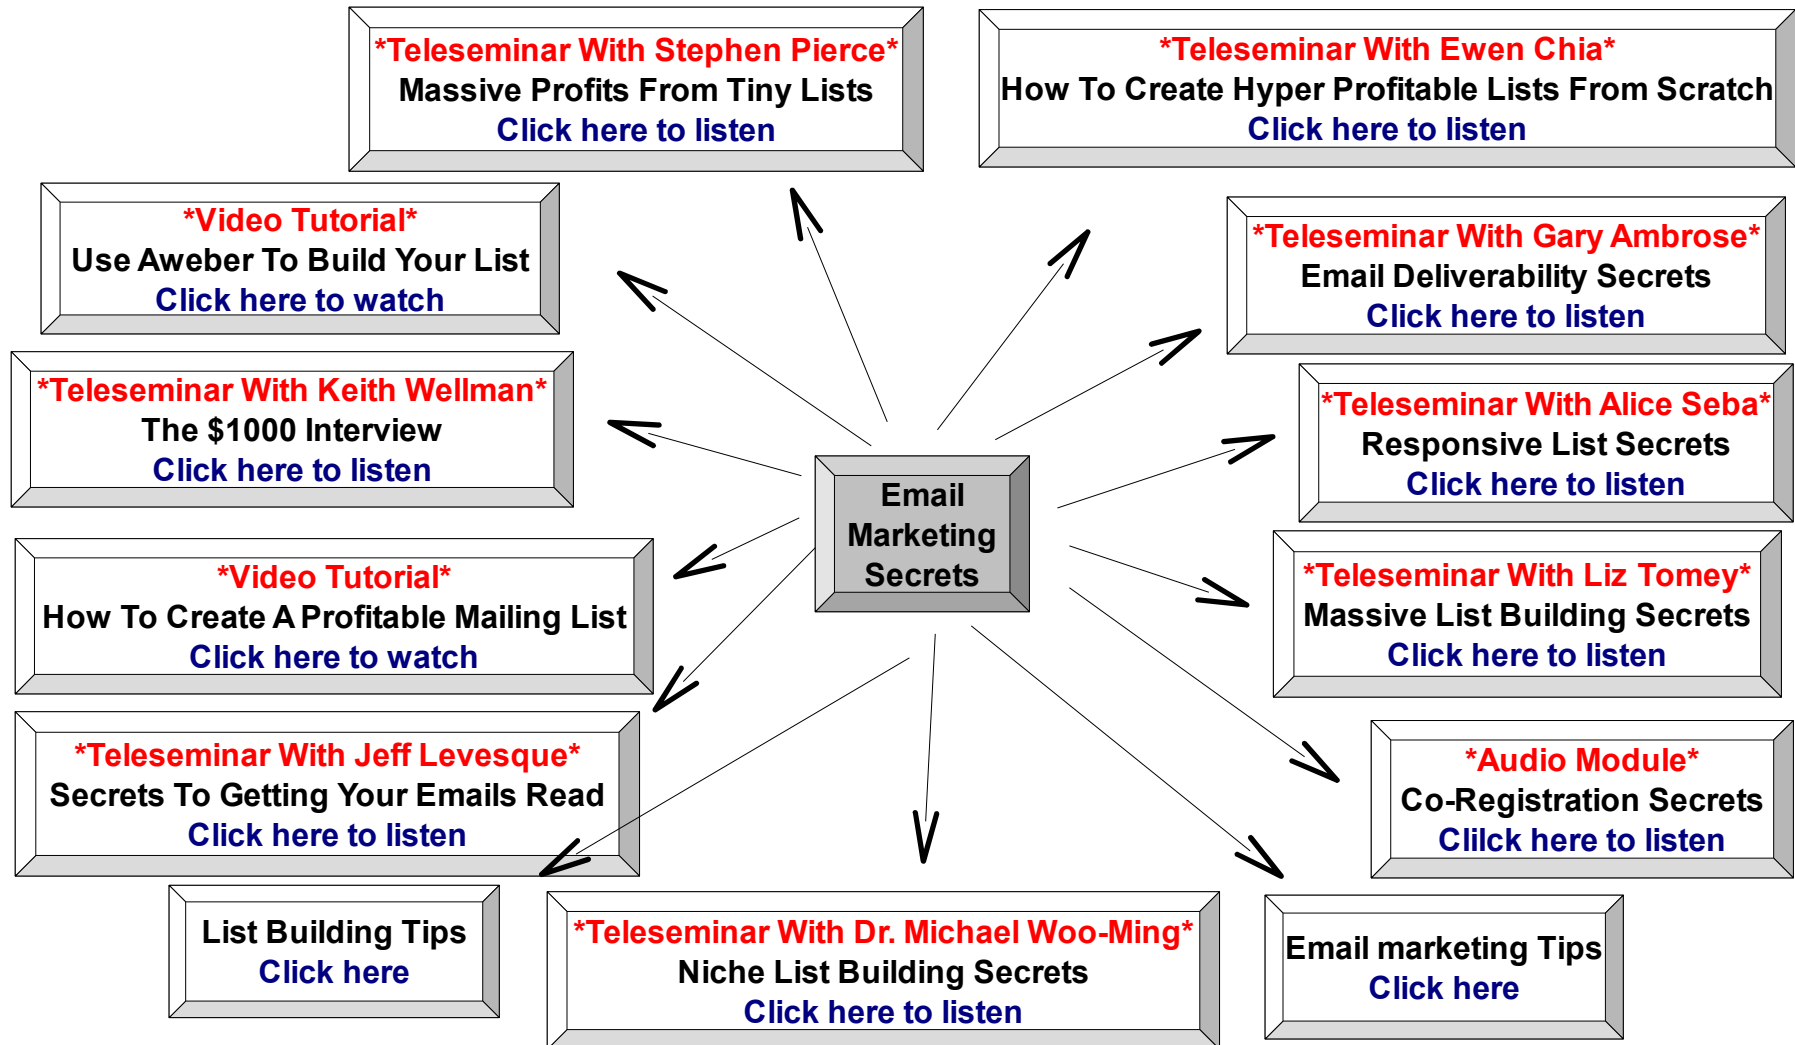 *Teleseminar With Stephen Pierce*
Massive Profits From Tiny Lists
Click here to listen
*Teleseminar With Ewen Chia*
How To Create Hyper Profitable Lists From Scratch
Click here to listen
*Video Tutorial*
Use Aweber To Build Your List
Click here to watch
*Teleseminar With Gary Ambrose*
Email Deliverability Secrets
Click here to listen
*Teleseminar With Keith Wellman*
The $1000 Interview
Click here to listen
*Teleseminar With Alice Seba*
Responsive List Secrets
Click here to listen
Email
Marketing
Secrets
*Video Tutorial*
How To Create A Profitable Mailing List
Click here to watch
*Teleseminar With Liz Tomey*
Massive List Building Secrets
Click here to listen
*Teleseminar With Jeff Levesque*
Secrets To Getting Your Emails Read
Click here to listen
*Audio Module*
Co-Registration Secrets
Clilck here to listen
List Building Tips
Click here
*Teleseminar With Dr. Michael Woo-Ming*
Niche List Building Secrets
Click here to listen
Email marketing Tips
Click here